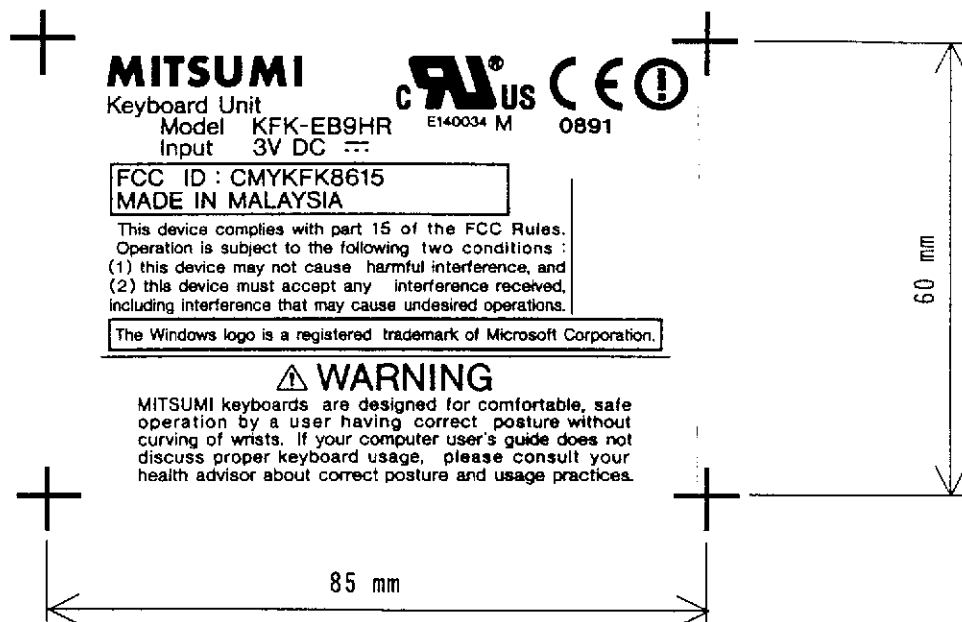 MITSUMI
Keyboard Unit
Model KFK-EB9HR
Input 3V DC ⎓
c RU ® US CE
E140034 M 0891
FCC ID : CMYKFK8615
MADE IN MALAYSIA
This device complies with part 15 of the FCC Rules.
Operation is subject to the following two conditions :
(1) this device may not cause harmful interference, and
(2) this device must accept any interference received,
including interference that may cause undesired operations.
The Windows logo is a registered trademark of Microsoft Corporation.
⚠ WARNING
MITSUMI keyboards are designed for comfortable, safe
operation by a user having correct posture without
curving of wrists. If your computer user's guide does not
discuss proper keyboard usage, please consult your
health advisor about correct posture and usage practices.
60 mm
85 mm